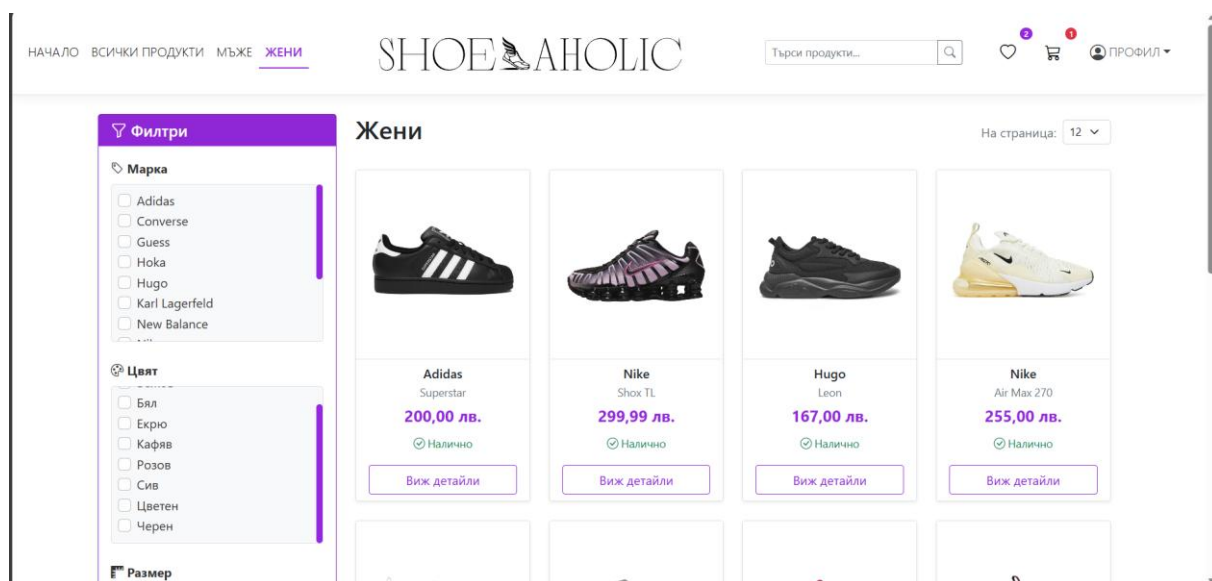 НАЧАЛО ВСИЧКИ ПРОДУКТИ МЪЖЕ ЖЕНИ
SHOE AHOLIC
Търси продукти...
2
1
ПРОФИЛ
Филтри
Марка
Adidas
Converse
Guess
Hoka
Hugo
Karl Lagerfeld
New Balance
Цвят
Бял
Екрю
Кафяв
Розов
Сив
Цветен
Черен
Размер
Жени
На страница: 12
Adidas
Superstar
200,00 лв.
Налично
Виж детайли
Nike
Shox TL
299,99 лв.
Налично
Виж детайли
Hugo
Leon
167,00 лв.
Налично
Виж детайли
Nike
Air Max 270
255,00 лв.
Налично
Виж детайли